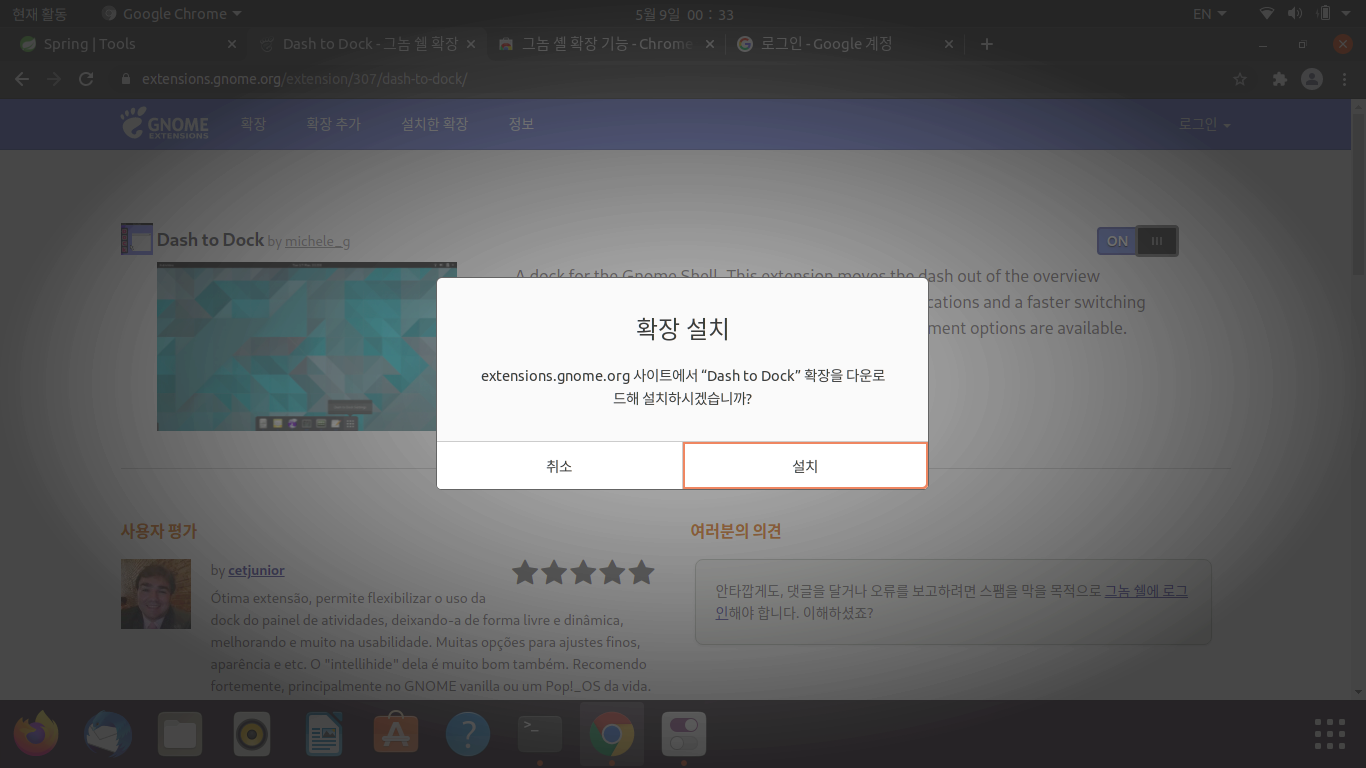 현재 활동 Google Chrome 5월 9일 00 : 33 EN
Spring | Tools Dash to Dock - 그놈 쉘 확장 그놈 셸 확장 기능 - Chrome 로그인 - Google 계정
extensions.gnome.org/extension/307/dash-to-dock/
GNOME EXTENSIONS 확장 확장 추가 설치한 확장 정보 로그인
Dash to Dock by michele_g ON
A dock for the Gnome Shell. This extension moves the dash out of the overview
cations and a faster switching
ment options are available.
확장 설치
extensions.gnome.org 사이트에서 “Dash to Dock” 확장을 다운로
드해 설치하시겠습니까?
취소 설치
사용자 평가
by cetjunior
Ótima extensão, permite flexibilizar o uso da
dock do painel de atividades, deixando-a de forma livre e dinâmica,
melhorando e muito na usabilidade. Muitas opções para ajustes finos,
aparência e etc. O "intellihide" dela é muito bom também. Recomendo
fortemente, principalmente no GNOME vanilla ou um Pop!_OS da vida.
여러분의 의견
안타깝게도, 댓글을 달거나 오류를 보고하려면 스팸을 막을 목적으로 그놈 쉘에 로그
인해야 합니다. 이해하셨죠?